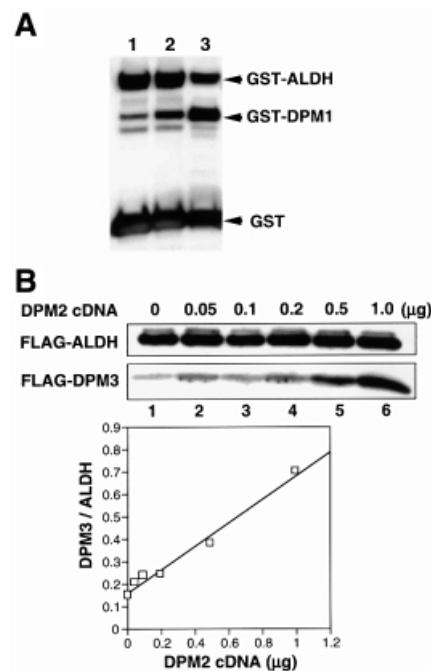 A
1 2 3
GST-ALDH
GST-DPM1
GST
B
DPM2 cDNA 0 0.05 0.1 0.2 0.5 1.0 (μg)
FLAG-ALDH
FLAG-DPM3
1 2 3 4 5 6
0.9
0.8
0.7
0.6
0.5
0.4
0.3
0.2
0.1
0
DPM3 / ALDH
0 0.2 0.4 0.6 0.8 1 1.2
DPM2 cDNA (μg)